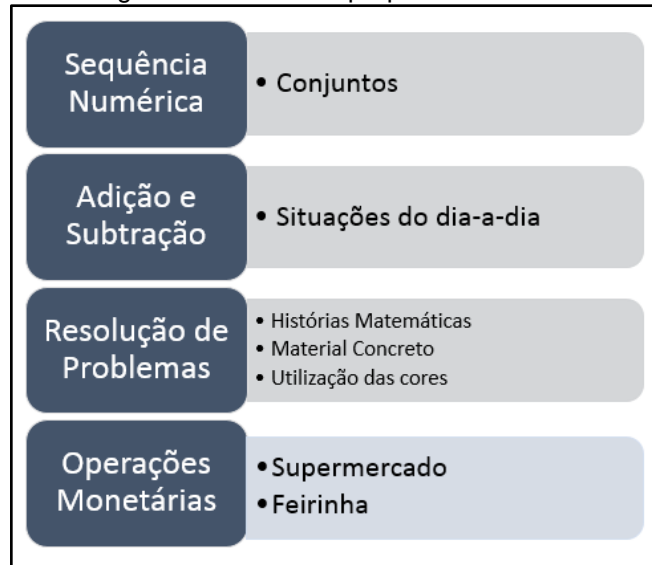 Sequência
Numérica
• Conjuntos
Adição e
Subtração
• Situações do dia-a-dia
Resolução de
Problemas
• Histórias Matemáticas
• Material Concreto
• Utilização das cores
Operações
Monetárias
• Supermercado
• Feirinha